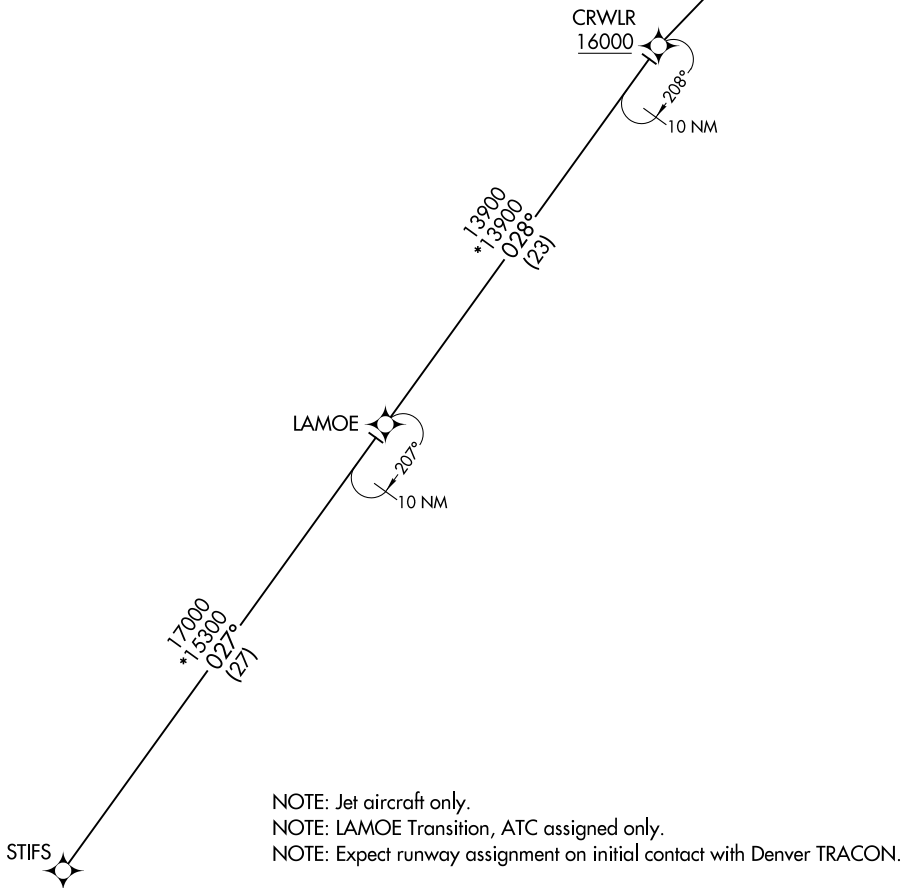 CRWLR
16000
208°
10 NM
13900
*13900
028°
(23)
LAMOE
207°
10 NM
17000
*15300
027°
(27)
NOTE: Jet aircraft only.
NOTE: LAMOE Transition, ATC assigned only.
STIFS
NOTE: Expect runway assignment on initial contact with Denver TRACON.